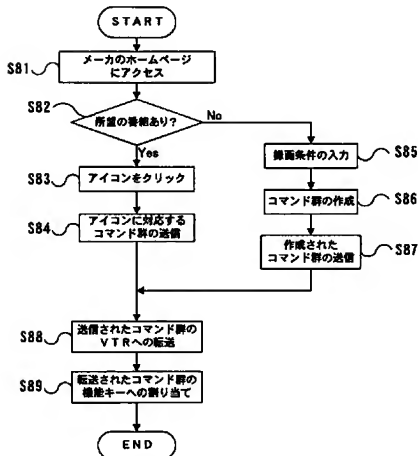 START
S81
メーカのホームページ
にアクセス
S82
所望の番組あり?
No
Yes
S83
アイコンをクリック
S84
アイコンに対応する
コマンド群の送信
録画条件の入力
S85
コマンド群の作成
S86
作成された
コマンド群の送信
S87
S88
送信されたコマンド群の
VTRへの転送
S89
転送されたコマンド群の
機能キーへの割り当て
END